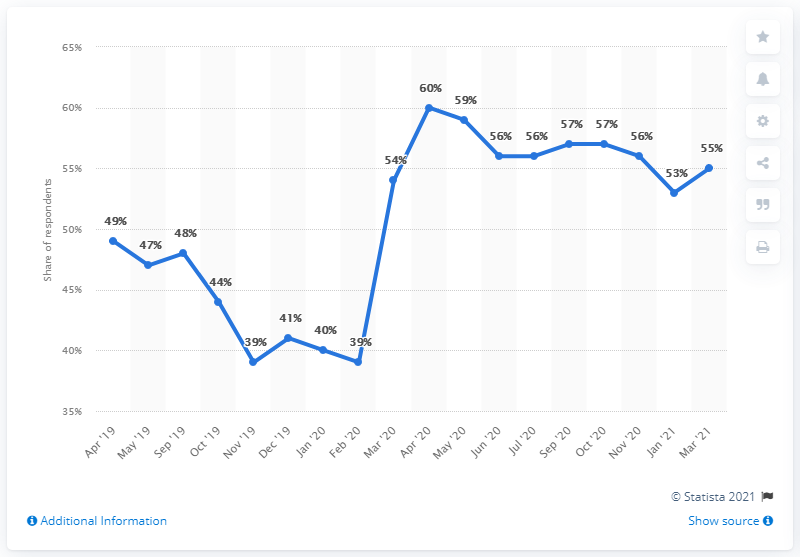 65%
60%
55%
50%
45%
40%
35%
Share of respondents
49%
47%
48%
44%
39%
41%
40%
39%
54%
60%
59%
56%
56%
57%
57%
56%
53%
55%
Apr '19
May '19
Sep '19
Oct '19
Nov '19
Dec '19
Jan '20
Feb '20
Mar '20
Apr '20
May '20
Jun '20
Jul '20
Sep '20
Oct '20
Nov '20
Jan '21
Mar '21
© Statista 2021
Additional Information
Show source